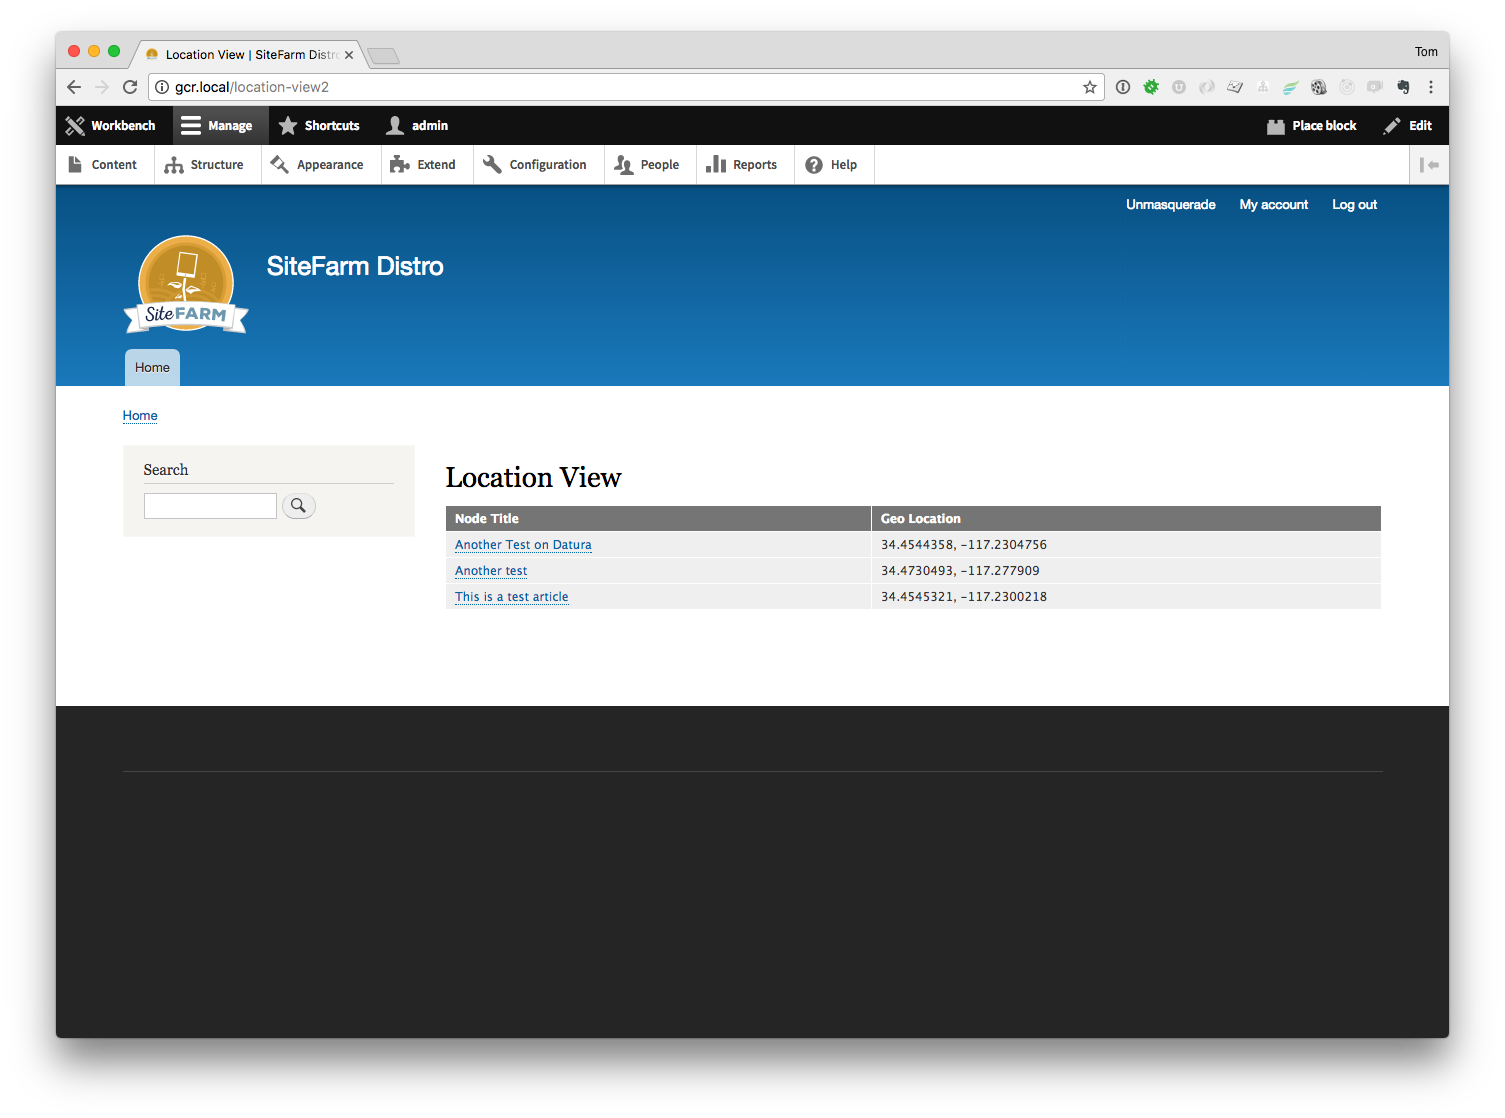 Location View | SiteFarm Distro
Tom
gcr.local/location-view2
Workbench Manage Shortcuts admin Place block Edit
Content Structure Appearance Extend Configuration People Reports Help
Unmasquerade My account Log out
SiteFarm Distro
SiteFARM
Home
Home
Search
Location View
Node Title Geo Location
Another Test on Datura 34.4544358, -117.2304756
Another test 34.4730493, -117.277909
This is a test article 34.4545321, -117.2300218